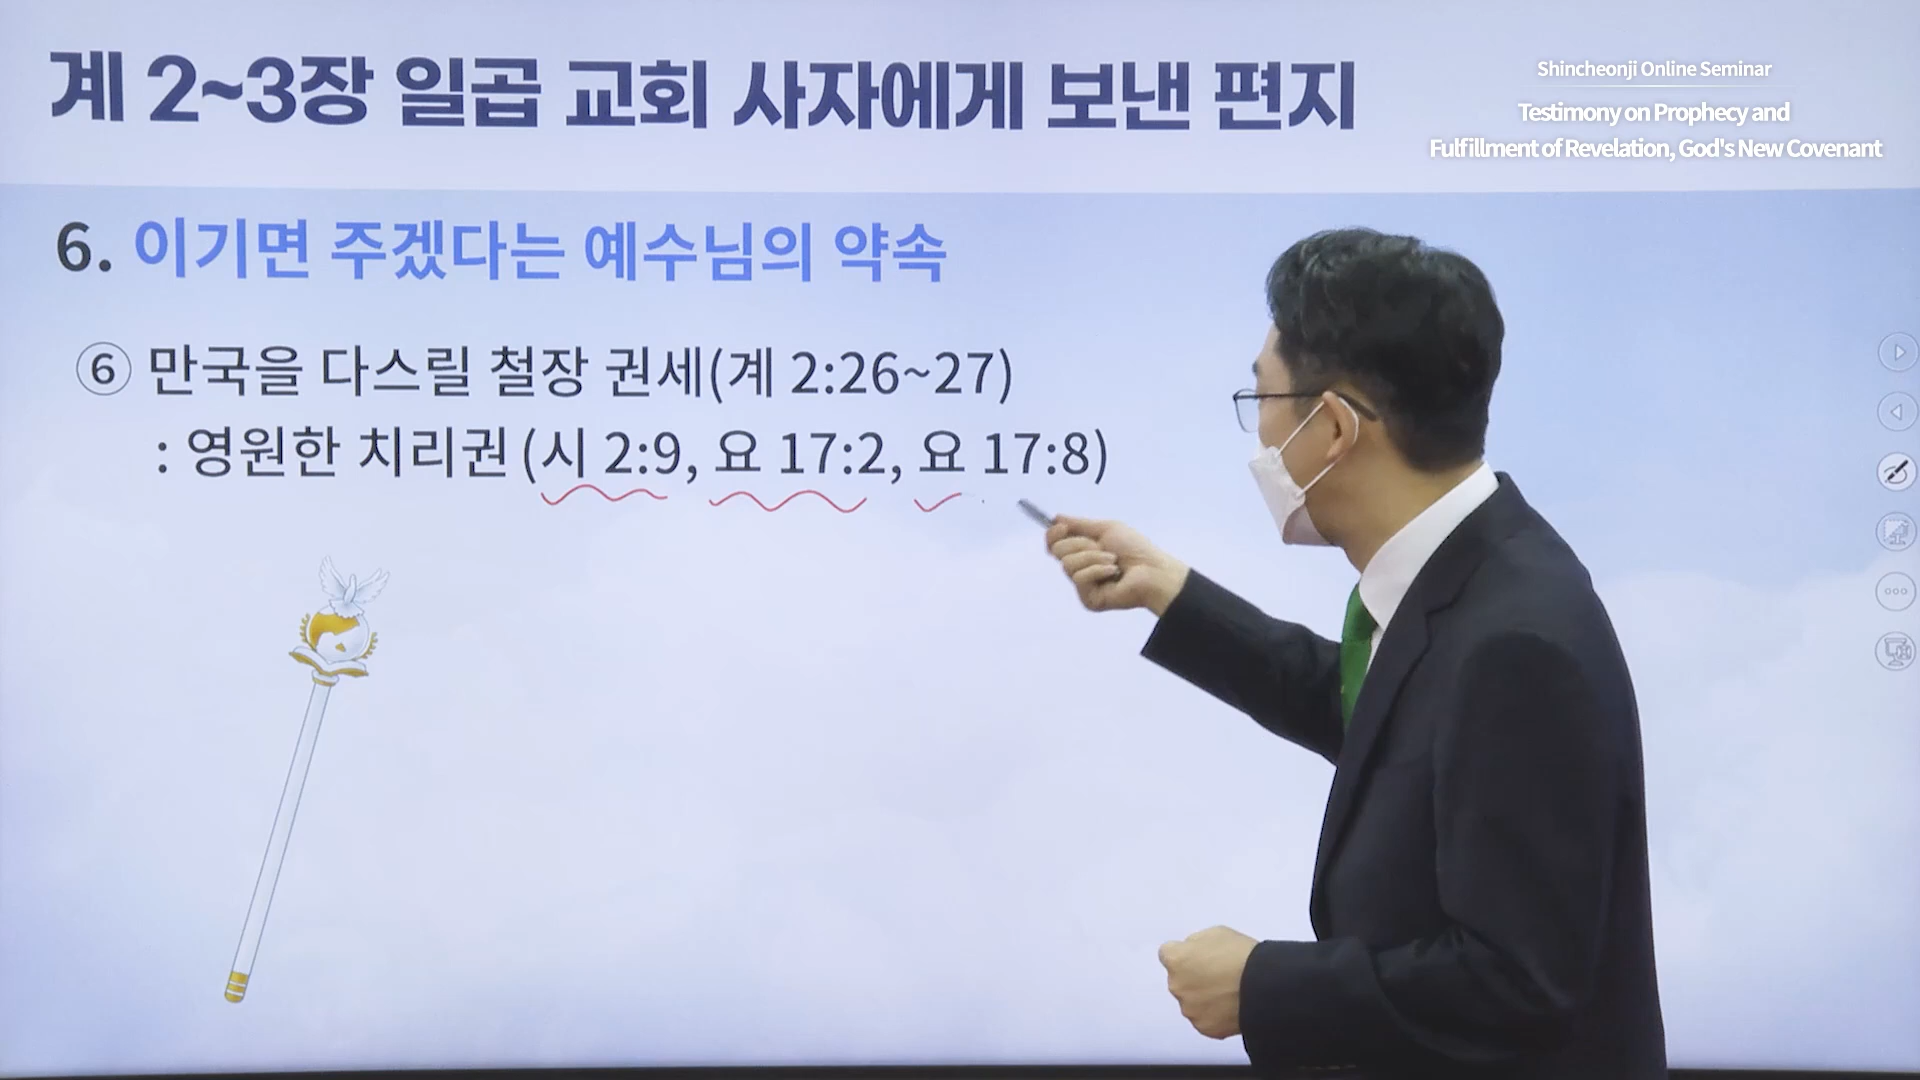 계 2~3장 일곱 교회 사자에게 보낸 편지
Shincheonji Online Seminar
Testimony on Prophecy and
Fulfillment of Revelation, God's New Covenant
6. 이기면 주겠다는 예수님의 약속
⑥ 만국을 다스릴 철장 권세(계 2:26~27)
: 영원한 치리권(시 2:9, 요 17:2, 요 17:8)